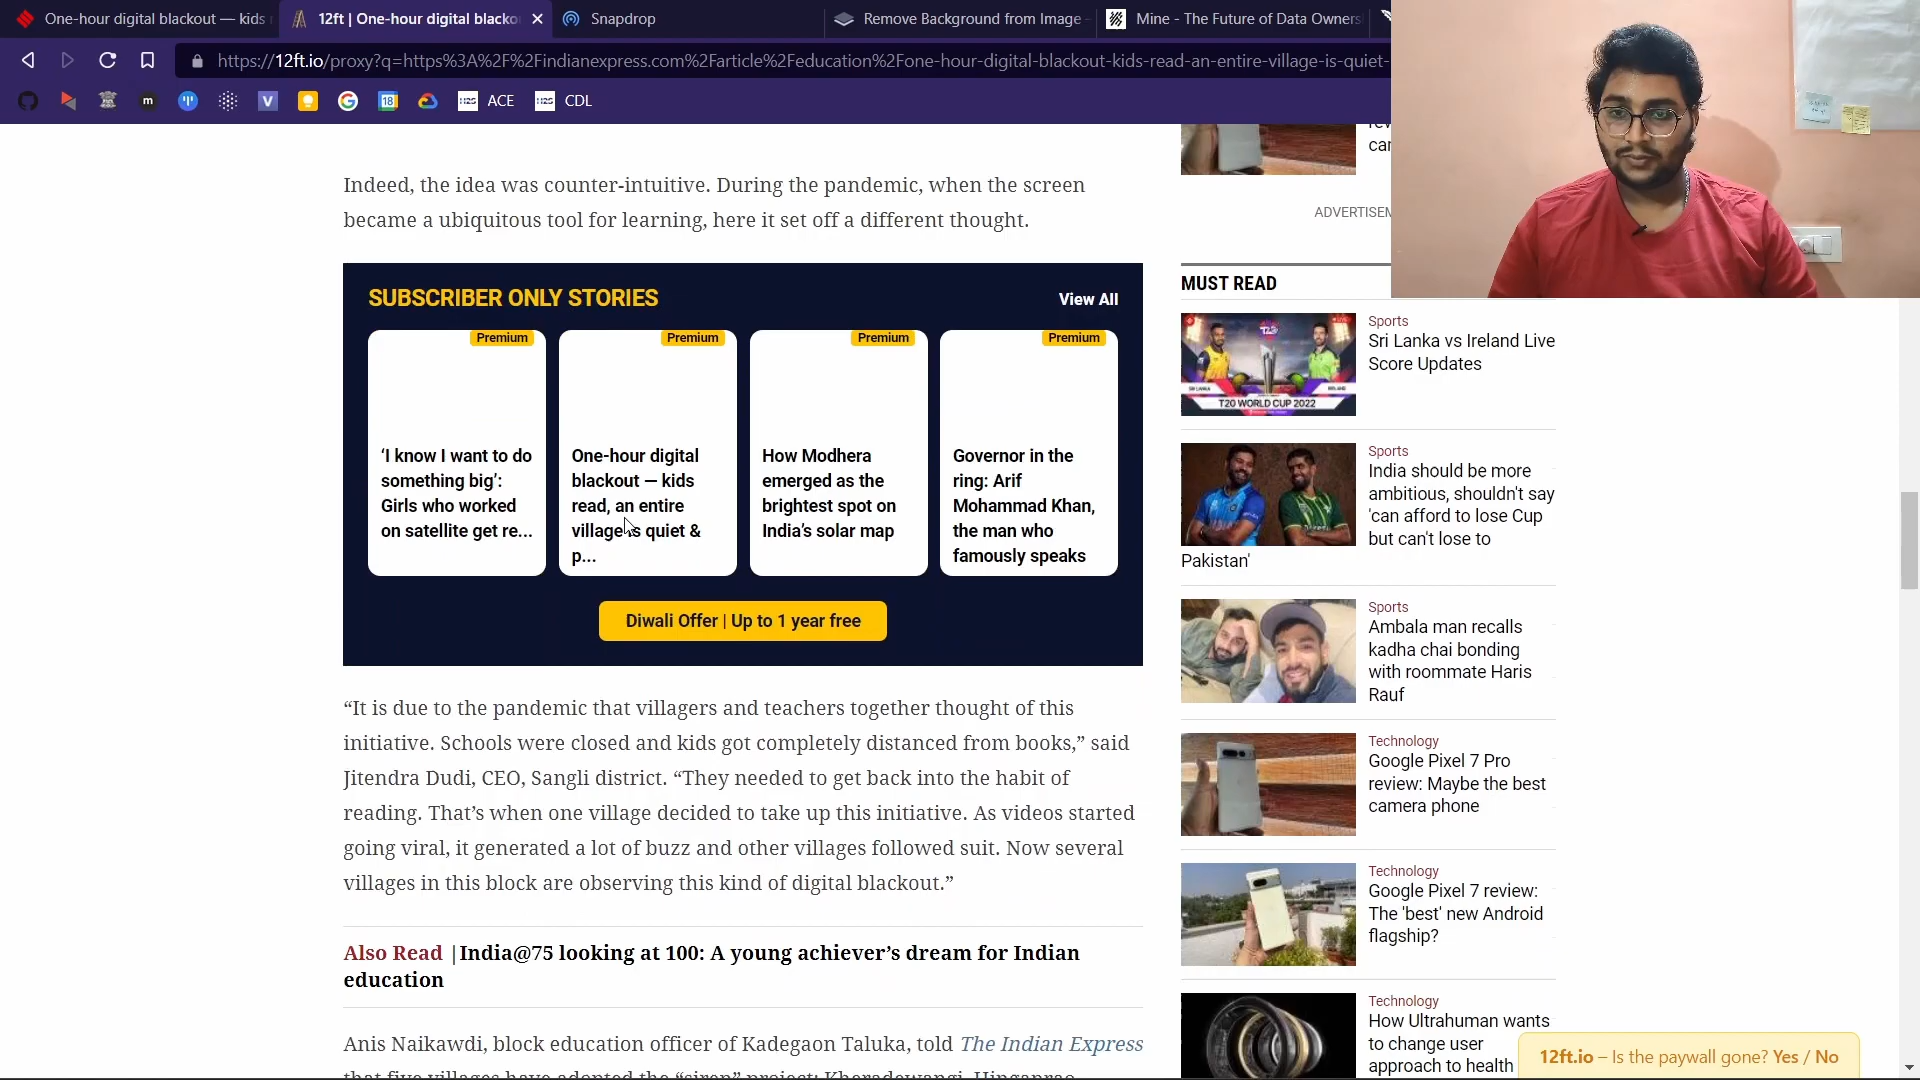 One-hour digital blackout — kids
12ft | One-hour digital blacko
Snapdrop
Remove Background from Image -
Mine - The Future of Data Owners
https://12ft.io/proxy?q=https%3A%2F%2Findianexpress.com%2Farticle%2Feducation%2Fone-hour-digital-blackout-kids-read-an-entire-village-is-quiet-
m
V
18
H2S ACE
H2S CDL
Indeed, the idea was counter-intuitive. During the pandemic, when the screen
became a ubiquitous tool for learning, here it set off a different thought.
SUBSCRIBER ONLY STORIES
View All
Premium
‘I know I want to do
something big’:
Girls who worked
on satellite get re...
Premium
One-hour digital
blackout — kids
read, an entire
village is quiet &
p...
Premium
How Modhera
emerged as the
brightest spot on
India’s solar map
Premium
Governor in the
ring: Arif
Mohammad Khan,
the man who
famously speaks
Diwali Offer | Up to 1 year free
“It is due to the pandemic that villagers and teachers together thought of this
initiative. Schools were closed and kids got completely distanced from books,” said
Jitendra Dudi, CEO, Sangli district. “They needed to get back into the habit of
reading. That’s when one village decided to take up this initiative. As videos started
going viral, it generated a lot of buzz and other villages followed suit. Now several
villages in this block are observing this kind of digital blackout.”
Also Read |India@75 looking at 100: A young achiever’s dream for Indian
education
Anis Naikawdi, block education officer of Kadegaon Taluka, told The Indian Express
that five villages have adopted the “siren” project: Kheradewangi, Hinganrao
car
ADVERTISEM
MUST READ
Sports
Sri Lanka vs Ireland Live
Score Updates
T20 WORLD CUP 2022
Sports
India should be more
ambitious, shouldn't say
'can afford to lose Cup
but can't lose to
Pakistan'
Sports
Ambala man recalls
kadha chai bonding
with roommate Haris
Rauf
Technology
Google Pixel 7 Pro
review: Maybe the best
camera phone
Technology
Google Pixel 7 review:
The 'best' new Android
flagship?
Technology
How Ultrahuman wants
to change user
approach to health
12ft.io – Is the paywall gone? Yes / No